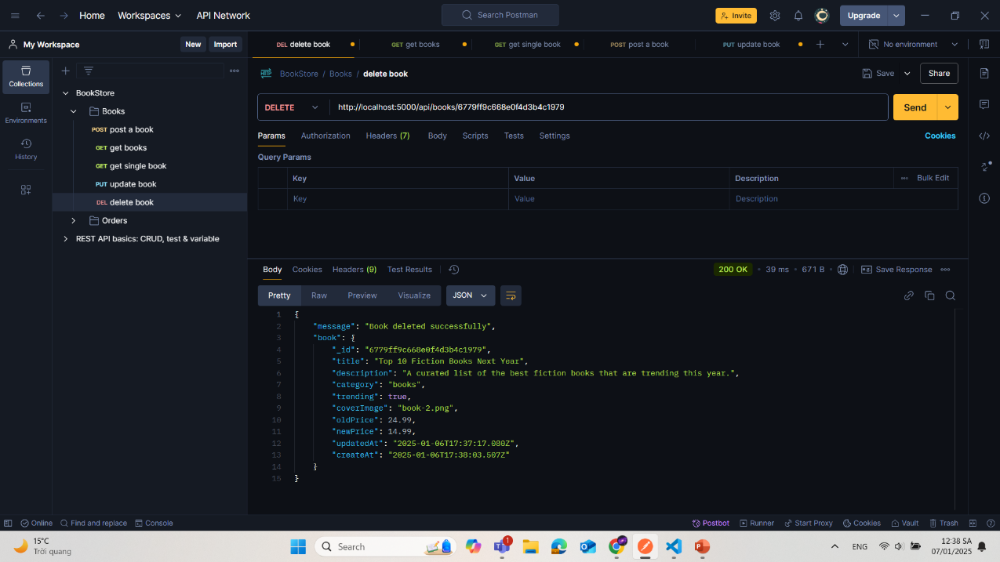 Home Workspaces API Network Search Postman Invite Upgrade
My Workspace New Import DEL delete book GET get books GET get single book POST post a book PUT update book No environment
Collections
Environments
History
BookStore
Books
POST post a book
GET get books
GET get single book
PUT update book
DEL delete book
Orders
REST API basics: CRUD, test & variable
HTTP BookStore / Books / delete book Save Share
DELETE http://localhost:5000/api/books/6779ff9c668e0f4d3b4c1979 Send
Params Authorization Headers (7) Body Scripts Tests Settings Cookies
Query Params
Key Value Description Bulk Edit
Key Value Description
Body Cookies Headers (9) Test Results 200 OK 39 ms 671 B Save Response
Pretty Raw Preview Visualize JSON
1 {
2 "message": "Book deleted successfully",
3 "book": {
4 "_id": "6779ff9c668e0f4d3b4c1979",
5 "title": "Top 10 Fiction Books Next Year",
6 "description": "A curated list of the best fiction books that are trending this year.",
7 "category": "books",
8 "trending": true,
9 "coverImage": "book-2.png",
10 "oldPrice": 24.99,
11 "newPrice": 14.99,
12 "updatedAt": "2025-01-06T17:37:17.080Z",
13 "createAt": "2025-01-06T17:38:03.507Z"
14 }
15 }
Online Find and replace Console Postbot Runner Start Proxy Cookies Vault Trash
15°C
Trời quang
Search
1
ENG
12:38 SA
07/01/2025